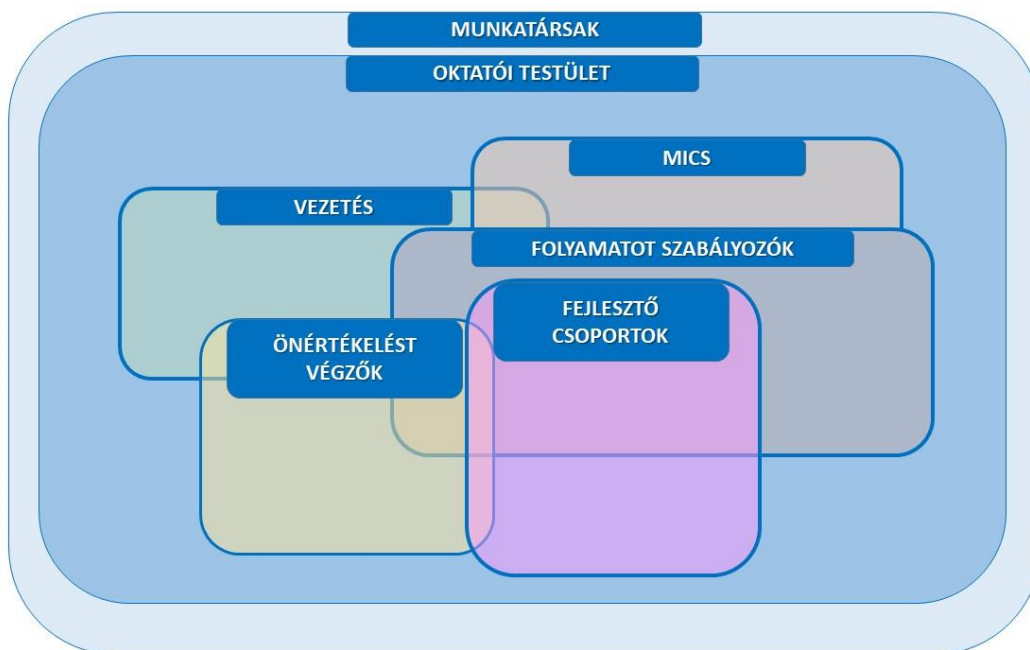 MUNKATÁRSAK
OKTATÓI TESTÜLET
MICS
VEZETÉS
FOLYAMATOT SZABÁLYOZÓK
FEJLESZTŐ
CSOPORTOK
ÖNÉRTÉKELÉST
VÉGZŐK